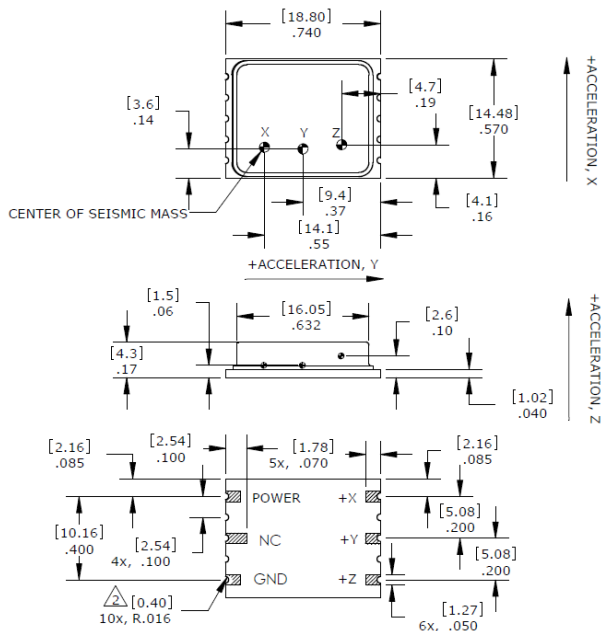 [18.80]
.740
[4.7]
.19
[3.6]
.14
X
Y
Z
[14.48]
.570
+ACCELERATION, X
CENTER OF SEISMIC MASS
[9.4]
.37
[4.1]
.16
[14.1]
.55
+ACCELERATION, Y
[1.5]
.06
[16.05]
.632
[2.6]
.10
[4.3]
.17
[1.02]
.040
+ACCELERATION, Z
[2.16]
.085
[2.54]
.100
[1.78]
5x, .070
[2.16]
.085
POWER
+X
[10.16]
.400
[2.54]
4x, .100
NC
+Y
[5.08]
.200
[5.08]
.200
GND
+Z
2 [0.40]
10x, R.016
[1.27]
6x, .050